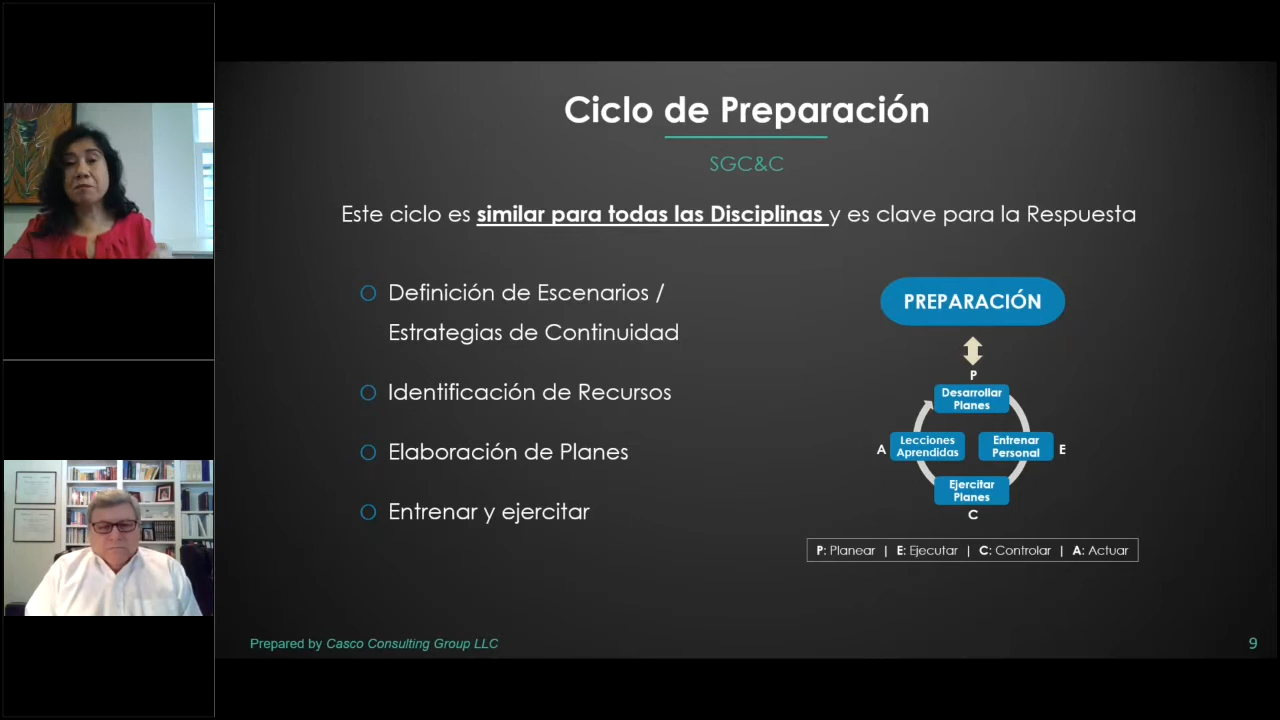 Ciclo de Preparación
SGC&C
Este ciclo es similar para todas las Disciplinas y es clave para la Respuesta
Definición de Escenarios /
Estrategias de Continuidad
Identificación de Recursos
Elaboración de Planes
Entrenar y ejercitar
PREPARACIÓN
P
Desarrollar
Planes
A
Lecciones
Aprendidas
Entrenar
Personal
E
Ejercitar
Planes
C
P: Planear | E: Ejecutar | C: Controlar | A: Actuar
Prepared by Casco Consulting Group LLC
9